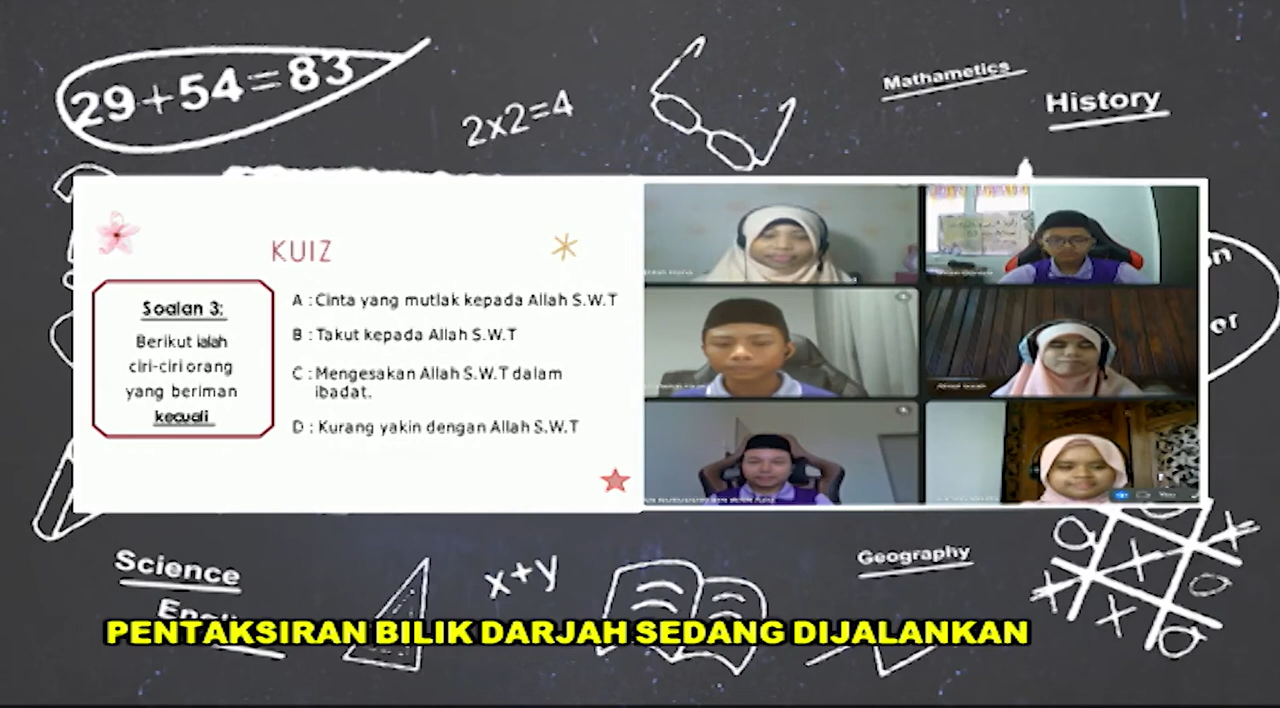 29+54=83
2x2=4
Mathametics
History
KUIZ
Soalan 3:
Berikut ialah
ciri-ciri orang
yang beriman
kecuali
A : Cinta yang mutlak kepada Allah S.W.T
B : Takut kepada Allah S.W.T
C : Mengesakan Allah S.W.T dalam
ibadat.
D : Kurang yakin dengan Allah S.W.T
Science
x+y
Geography
PENTAKSIRAN BILIK DARJAH SEDANG DIJALANKAN